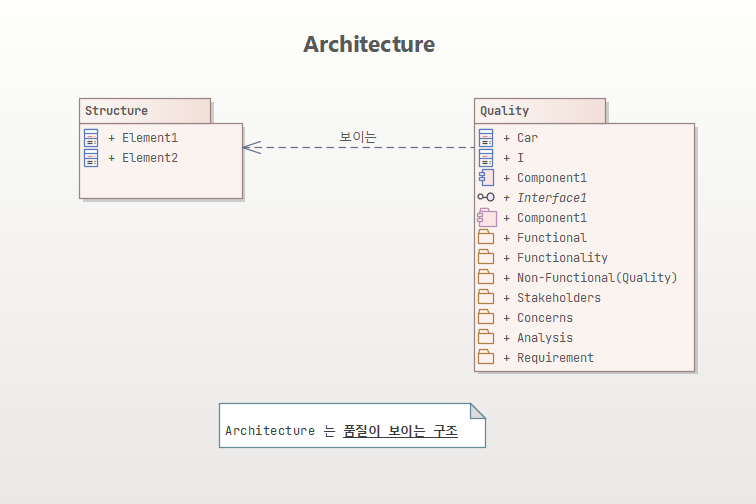 Architecture
Structure
+ Element1
+ Element2
보이는
Quality
+ Car
+ I
+ Component1
+ Interface1
+ Component1
+ Functional
+ Functionality
+ Non-Functional(Quality)
+ Stakeholders
+ Concerns
+ Analysis
+ Requirement
Architecture 는 품질이 보이는 구조